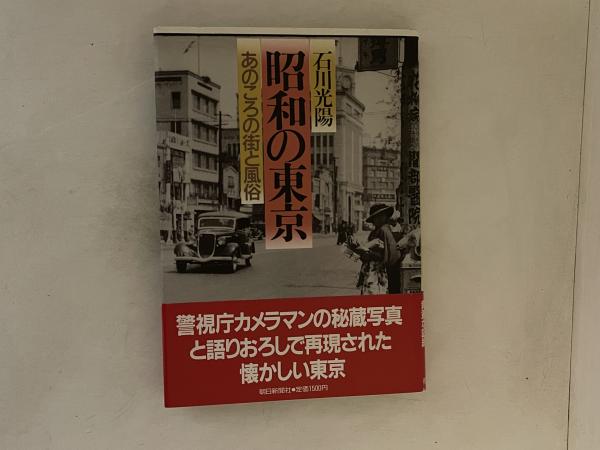 石川光陽
昭和の東京
あのころの街と風俗
警視庁カメラマンの秘蔵写真
と語りおろしで再現された
懐かしい東京
朝日新聞社●定価1500円